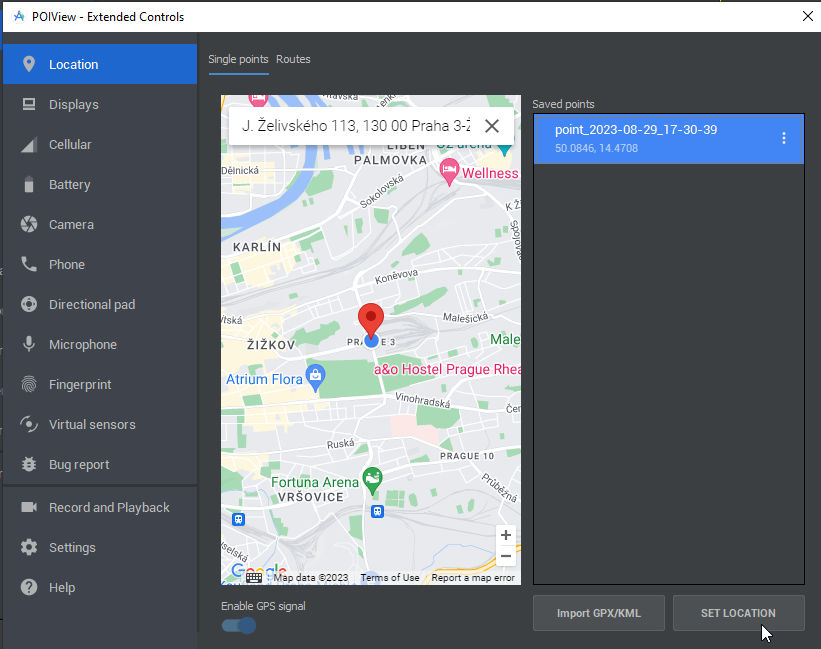 POIView - Extended Controls
Location
Displays
Cellular
Battery
Camera
Phone
Directional pad
Microphone
Fingerprint
Virtual sensors
Bug report
Record and Playback
Settings
Help
Single points
Routes
J. Želivského 113, 130 00 Praha 3-Ž
LIBEŇ
PALMOVKA
Dělnická
Wellness
Sokolovská
KARLÍN
Koněvova
Malešická
ŽIŽKOV
Male
a&o Hostel Prague Rhea
Atrium Flora
Vinohradská
Ruská
PRAGUE 10
Fortuna Arena
VRŠOVICE
Průběžná
Google
Map data ©2023
Terms of Use
Report a map error
Enable GPS signal
Saved points
point_2023-08-29_17-30-39
50.0846, 14.4708
Import GPX/KML
SET LOCATION